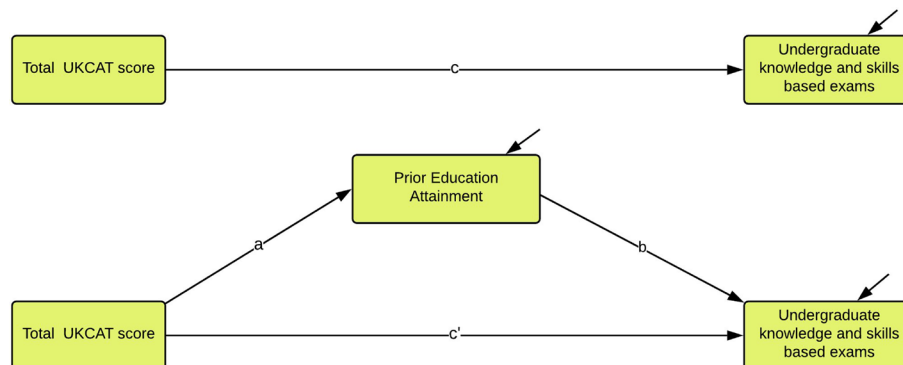 Total UKCAT score
c
Undergraduate
knowledge and skills
based exams
Prior Education
Attainment
a
b
Total UKCAT score
c'
Undergraduate
knowledge and skills
based exams